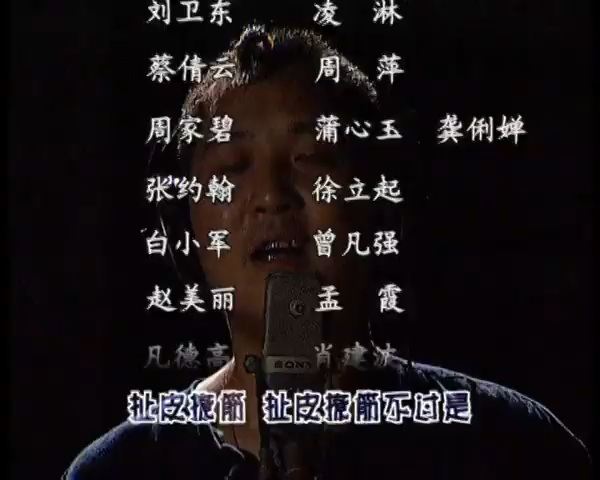 刘卫东 凌 淋
蔡倩云 周 萍
周家碧 蒲心玉 龚俐婵
张约翰 徐立起
白小军 曾凡强
赵美丽 孟 霞
凡德高 肖建波
SONY
扯皮撩筋 扯皮撩筋不过是